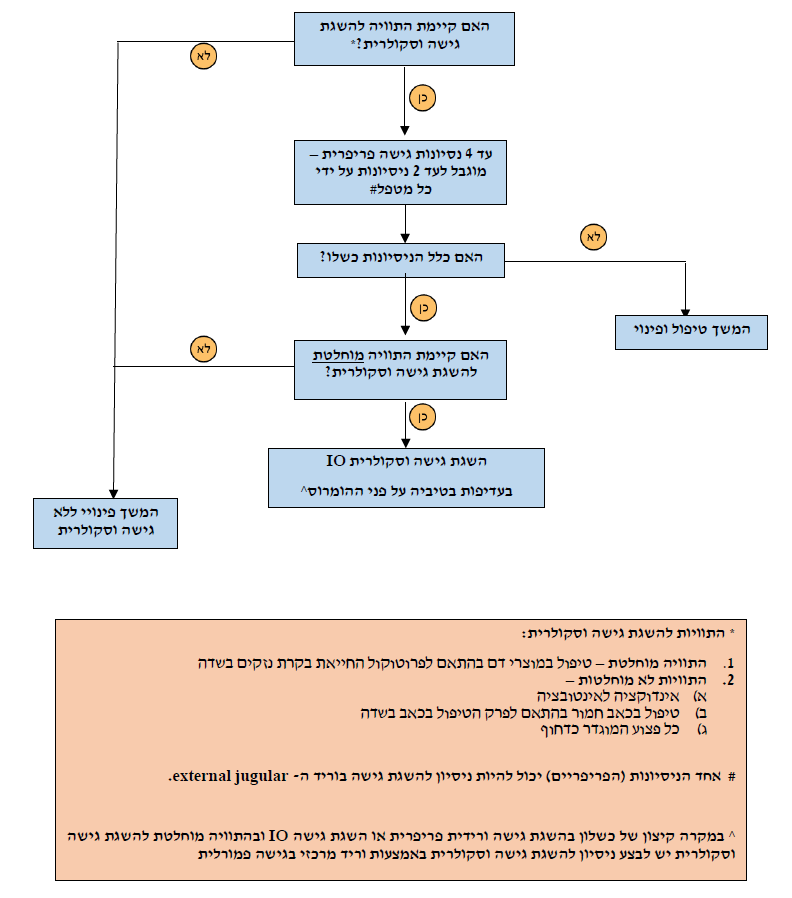 האם קיימת התוויה להשגת
גישה וסקולרית?*
לא
כן
עד 4 נסיונות גישה פריפרית –
מוגבל לעד 2 ניסיונות על ידי
כל מטפל#
האם כלל הניסיונות כשלו?
לא
כן
המשך טיפול ופינוי
האם קיימת התוויה מוחלטת
להשגת גישה וסקולרית?
לא
כן
השגת גישה וסקולרית IO
בעדיפות בטיביה על פני ההומרוס^
המשך פינויי ללא
גישה וסקולרית
* התוויות להשגת גישה וסקולרית:
1. התוויה מוחלטת – טיפול במוצרי דם בהתאם לפרוטוקול החייאת בקרת נזקים בשדה
2. התוויות לא מוחלטות –
א) אינדוקציה לאינטובציה
ב) טיפול בכאב חמור בהתאם לפרק הטיפול בכאב בשדה
ג) כל פצוע המוגדר כדחוף
# אחד הניסיונות (הפריפריים) יכול להיות ניסיון להשגת גישה בוריד ה- external jugular.
^ במקרה קיצון של כשלון בהשגת גישה ורידית פריפרית או השגת גישה IO ובהתוויה מוחלטת להשגת גישה
וסקולרית יש לבצע ניסיון להשגת גישה וסקולרית באמצעות וריד מרכזי בגישה פמורלית